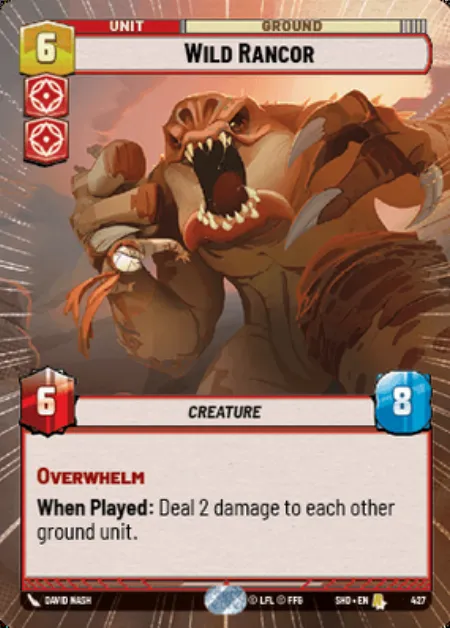 UNIT
GROUND
6
WILD RANCOR
6
CREATURE
8
OVERWHELM
When Played: Deal 2 damage to each other
ground unit.
DAVID NASH
© LFL © FFG
SHD • EN
427